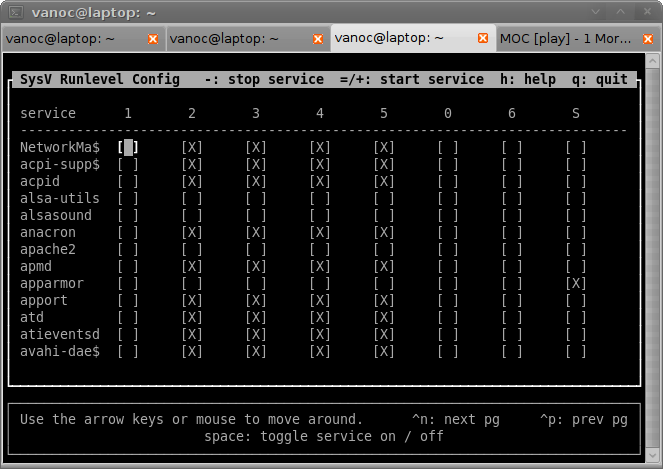 vanoc@laptop: ~
vanoc@laptop: ~ vanoc@laptop: ~ vanoc@laptop: ~ MOC [play] - 1 Mor...
SysV Runlevel Config -: stop service =/+: start service h: help q: quit
service 1 2 3 4 5 0 6 S
----------------------------------------------------------------------------
NetworkMa$ [ ] [X] [X] [X] [X] [ ] [ ] [ ]
acpi-supp$ [ ] [X] [X] [X] [X] [ ] [ ] [ ]
acpid [ ] [X] [X] [X] [X] [ ] [ ] [ ]
alsa-utils [ ] [ ] [ ] [ ] [ ] [ ] [ ] [ ]
alsasound [ ] [ ] [ ] [ ] [ ] [ ] [ ] [ ]
anacron [ ] [X] [X] [X] [X] [ ] [ ] [ ]
apache2 [ ] [ ] [ ] [ ] [ ] [ ] [ ] [ ]
apmd [ ] [X] [X] [X] [X] [ ] [ ] [ ]
apparmor [ ] [ ] [ ] [ ] [ ] [ ] [ ] [X]
apport [ ] [X] [X] [X] [X] [ ] [ ] [ ]
atd [ ] [X] [X] [X] [X] [ ] [ ] [ ]
atieventsd [ ] [X] [X] [X] [X] [ ] [ ] [ ]
avahi-dae$ [ ] [X] [X] [X] [X] [ ] [ ] [ ]
Use the arrow keys or mouse to move around. ^n: next pg ^p: prev pg
space: toggle service on / off